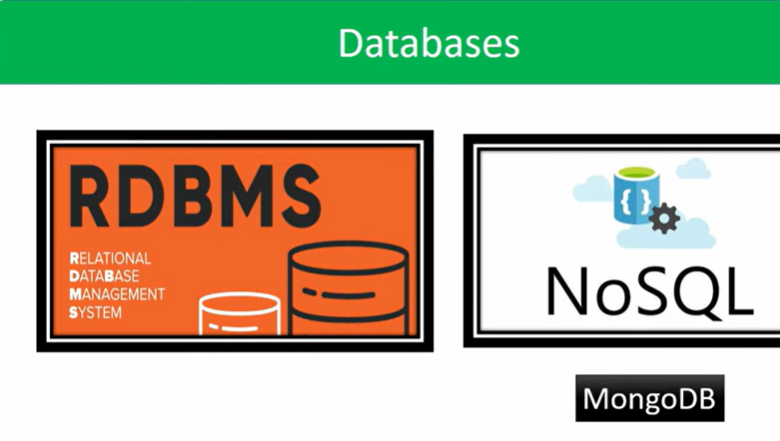 Databases
RDBMS
RELATIONAL
DATABASE
MANAGEMENT
SYSTEM
{ }
NoSQL
MongoDB